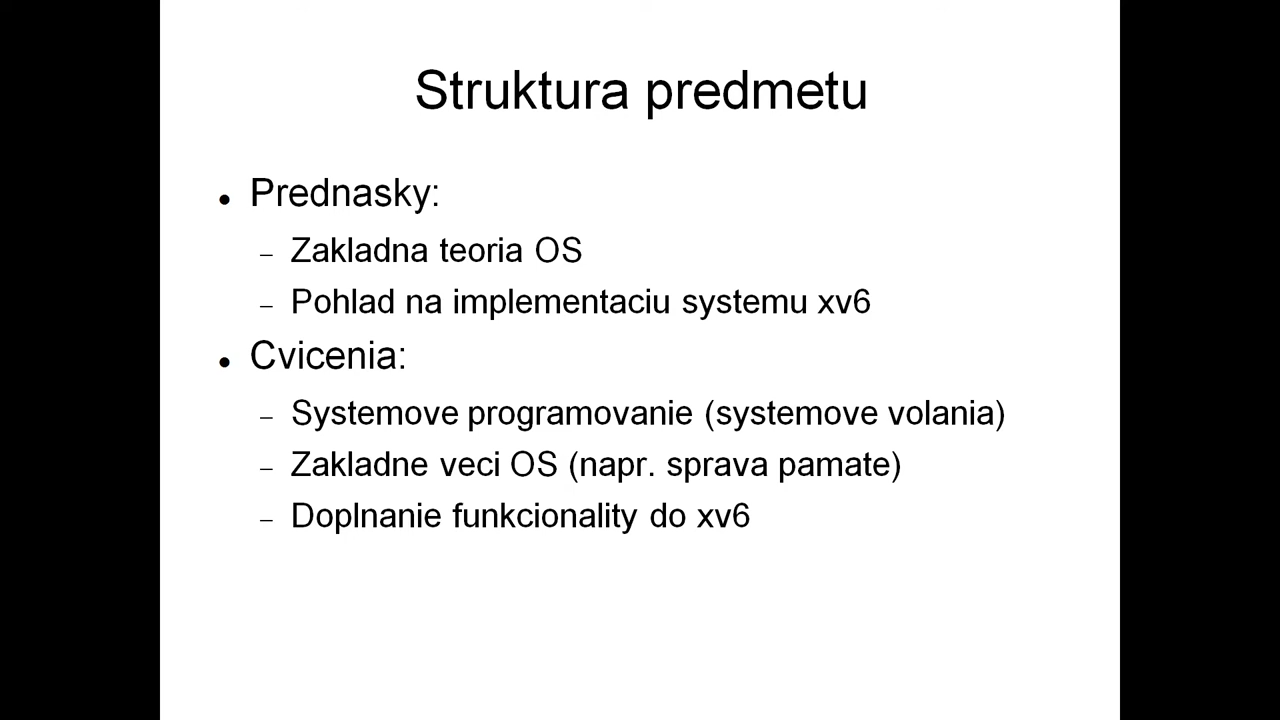 Struktura predmetu
● Prednasky:
– Zakladna teoria OS
– Pohlad na implementaciu systemu xv6
● Cvicenia:
– Systemove programovanie (systemove volania)
– Zakladne veci OS (napr. sprava pamate)
– Doplnanie funkcionality do xv6